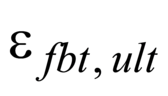 ε fbt, ult